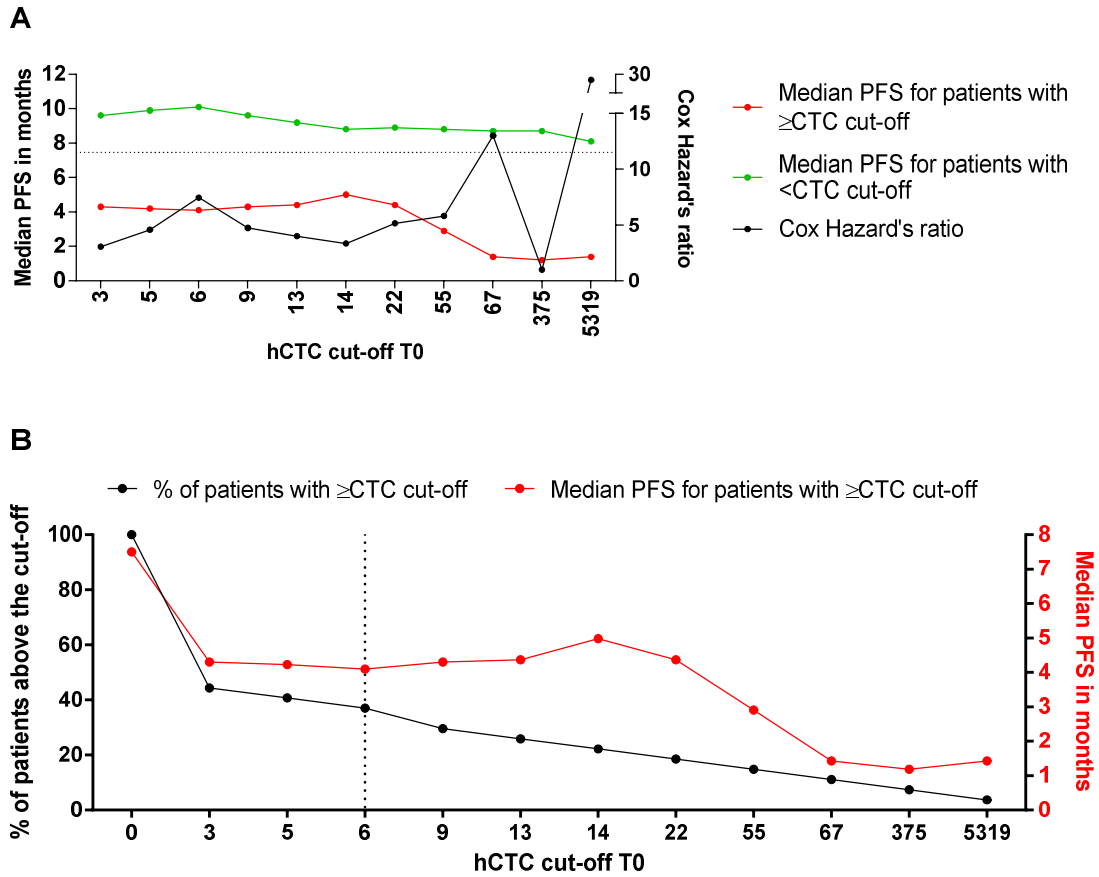 A
12
10
8
6
4
2
0
Median PFS in months
30
15
10
5
0
Cox Hazard's ratio
3 5 6 9 13 14 22 55 67 375 5319
hCTC cut-off T0
Median PFS for patients with
≥CTC cut-off
Median PFS for patients with
<CTC cut-off
Cox Hazard's ratio
B
% of patients with ≥CTC cut-off
Median PFS for patients with ≥CTC cut-off
% of patients above the cut-off
100
80
60
40
20
0
8
7
6
5
4
3
2
1
0
Median PFS in months
0 3 5 6 9 13 14 22 55 67 375 5319
hCTC cut-off T0